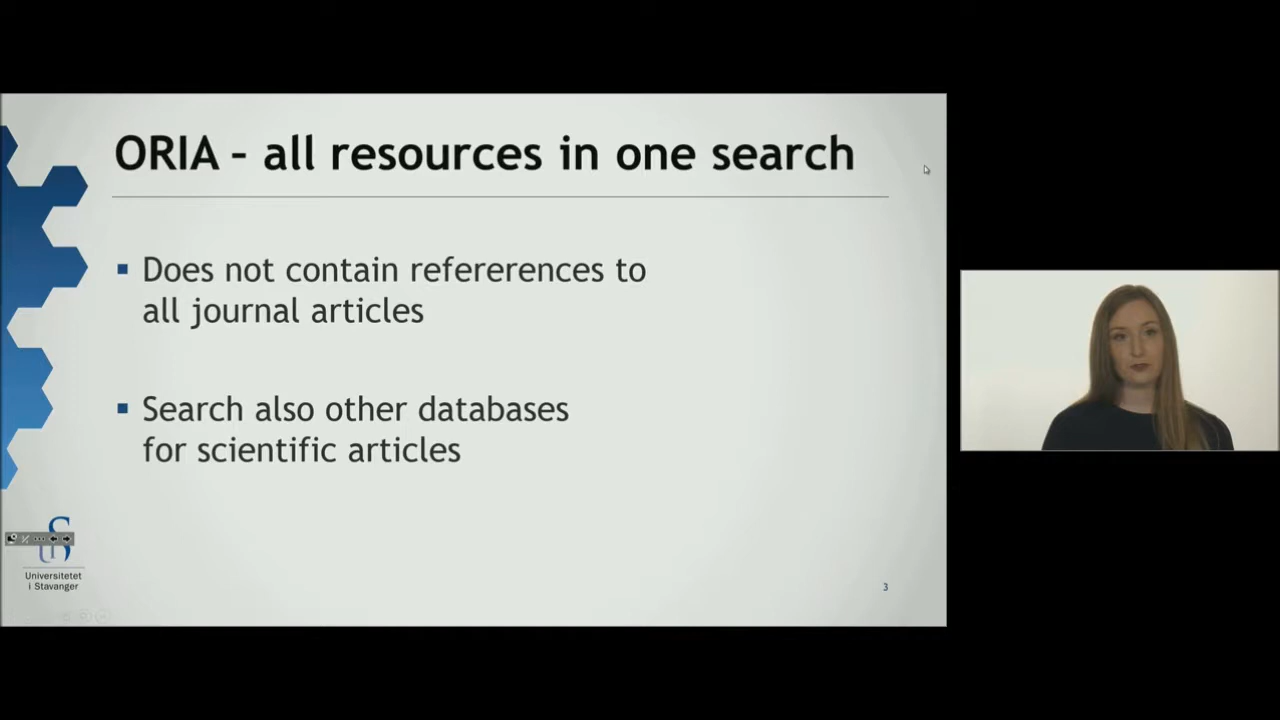 ORIA – all resources in one search
Does not contain refererences to
all journal articles
Search also other databases
for scientific articles
Universitetet
i Stavanger
3